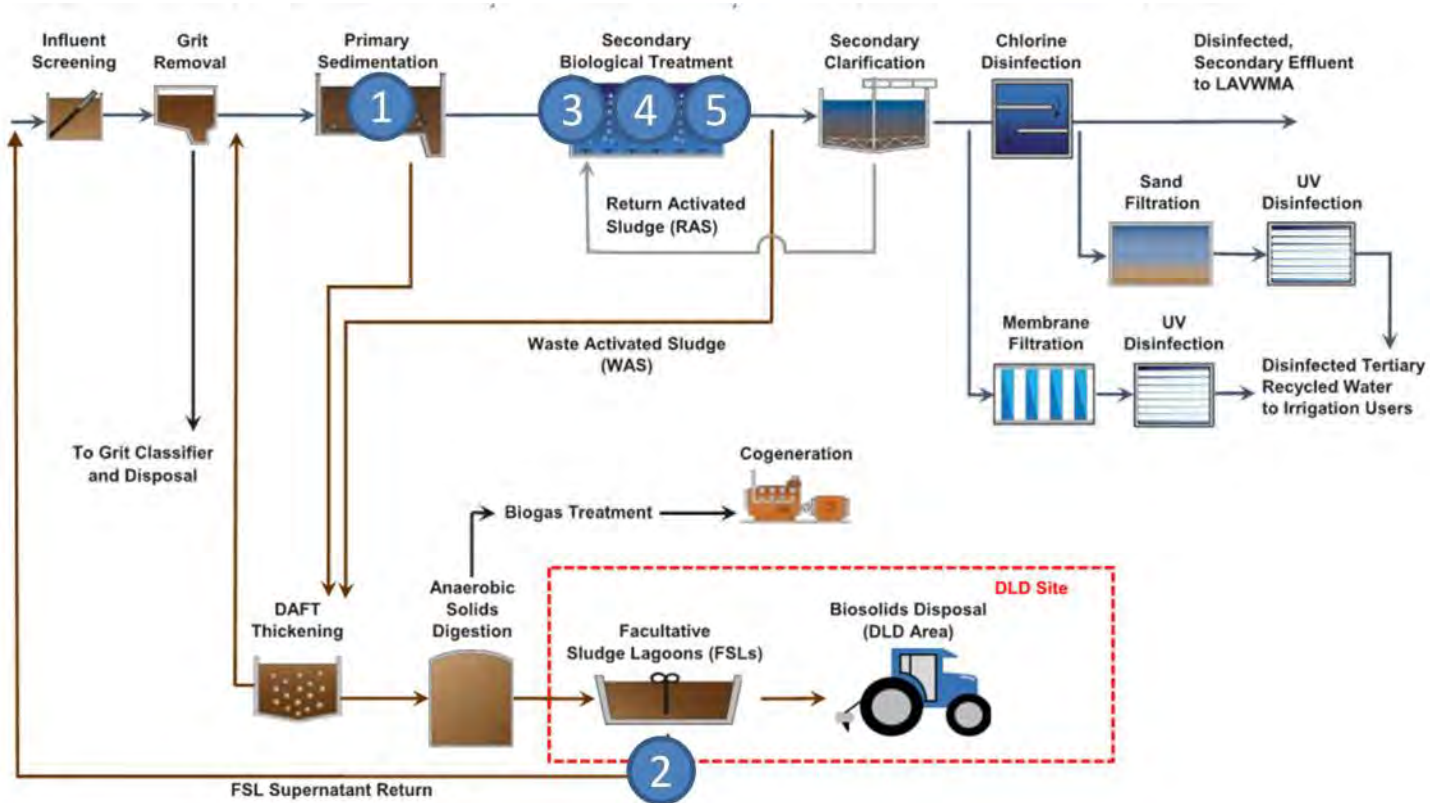 Influent
Screening
Grit
Removal
Primary
Sedimentation
Secondary
Biological Treatment
Secondary
Clarification
Chlorine
Disinfection
Disinfected,
Secondary Effluent
to LAVWMA
1
3
4
5
Return Activated
Sludge (RAS)
Sand
Filtration
UV
Disinfection
Waste Activated Sludge
(WAS)
Membrane
Filtration
UV
Disinfection
Disinfected Tertiary
Recycled Water
to Irrigation Users
To Grit Classifier
and Disposal
Cogeneration
Biogas Treatment
DAFT
Thickening
Anaerobic
Solids
Digestion
DLD Site
Facultative
Sludge Lagoons (FSLs)
Biosolids Disposal
(DLD Area)
2
FSL Supernatant Return